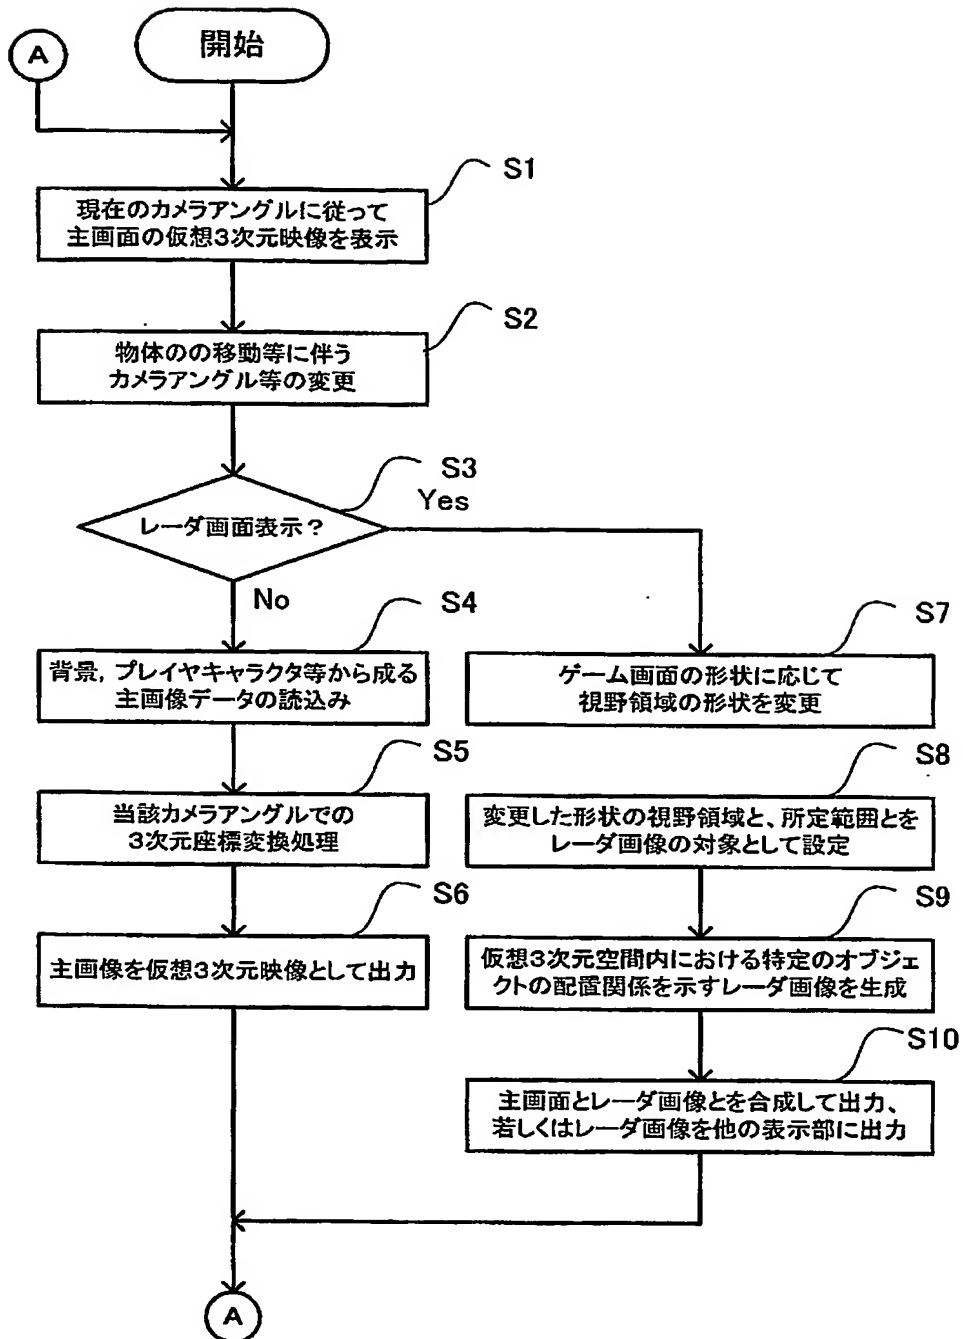 A
開始
S1
現在のカメラアングルに従って
主画面の仮想3次元映像を表示
S2
物体のの移動等に伴う
カメラアングル等の変更
S3
レーダ画面表示？
Yes
No
S4
背景，プレイヤキャラクタ等から成る
主画像データの読込み
S5
当該カメラアングルでの
3次元座標変換処理
S6
主画像を仮想3次元映像として出力
S7
ゲーム画面の形状に応じて
視野領域の形状を変更
S8
変更した形状の視野領域と、所定範囲とを
レーダ画像の対象として設定
S9
仮想3次元空間内における特定のオブジェ
クトの配置関係を示すレーダ画像を生成
S10
主画面とレーダ画像とを合成して出力、
若しくはレーダ画像を他の表示部に出力
A